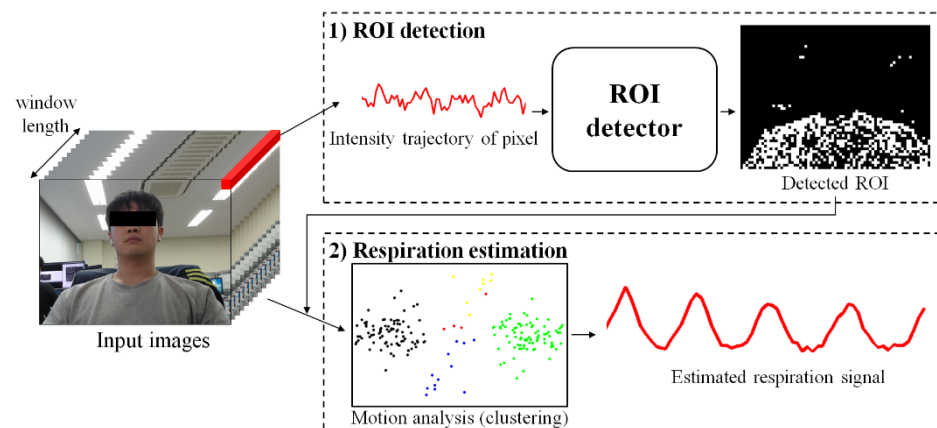 1) ROI detection
window
length
Intensity trajectory of pixel
ROI
detector
Detected ROI
Input images
2) Respiration estimation
Motion analysis (clustering)
Estimated respiration signal